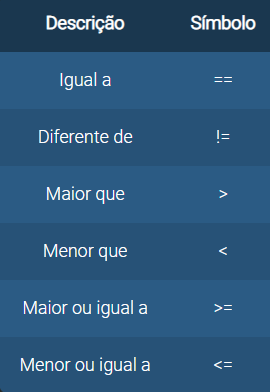 Descrição Símbolo
Igual a ==
Diferente de !=
Maior que >
Menor que <
Maior ou igual a >=
Menor ou igual a <=